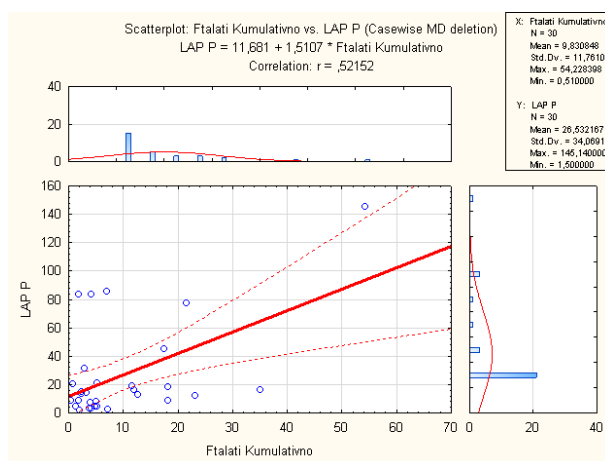 Scatterplot: Ftalati Kumulativno vs. LAP P (Casewise MD deletion)
LAP P = 11,681 + 1,5107 * Ftalati Kumulativno
Correlation: r = ,52152
X: Ftalati Kumulativno
N = 30
Mean = 9,830848
Std.Dv. = 11,7610
Max. = 54,228398
Min. = 0,510000
Y: LAP P
N = 30
Mean = 26,532167
Std.Dv. = 34,0691
Max. = 145,140000
Min. = 1,500000
40
20
0
160
140
120
100
80
60
40
20
0
LAP P
0 10 20 30 40 50 60 70
Ftalati Kumulativno
0 20 40